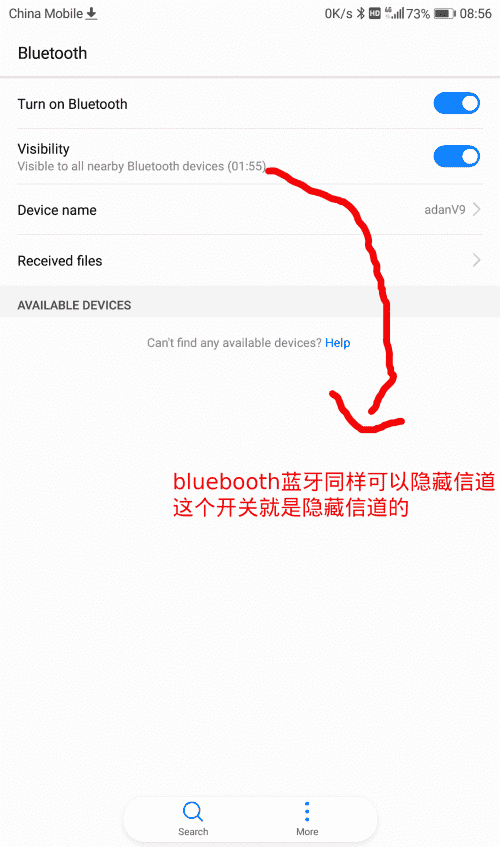 China Mobile 0K/s HD 4G 73% 08:56
Bluetooth
Turn on Bluetooth
Visibility
Visible to all nearby Bluetooth devices (01:55)
Device name adanV9
Received files
AVAILABLE DEVICES
Can't find any available devices? Help
bluebooth蓝牙同样可以隐藏信道
这个开关就是隐藏信道的
Search More